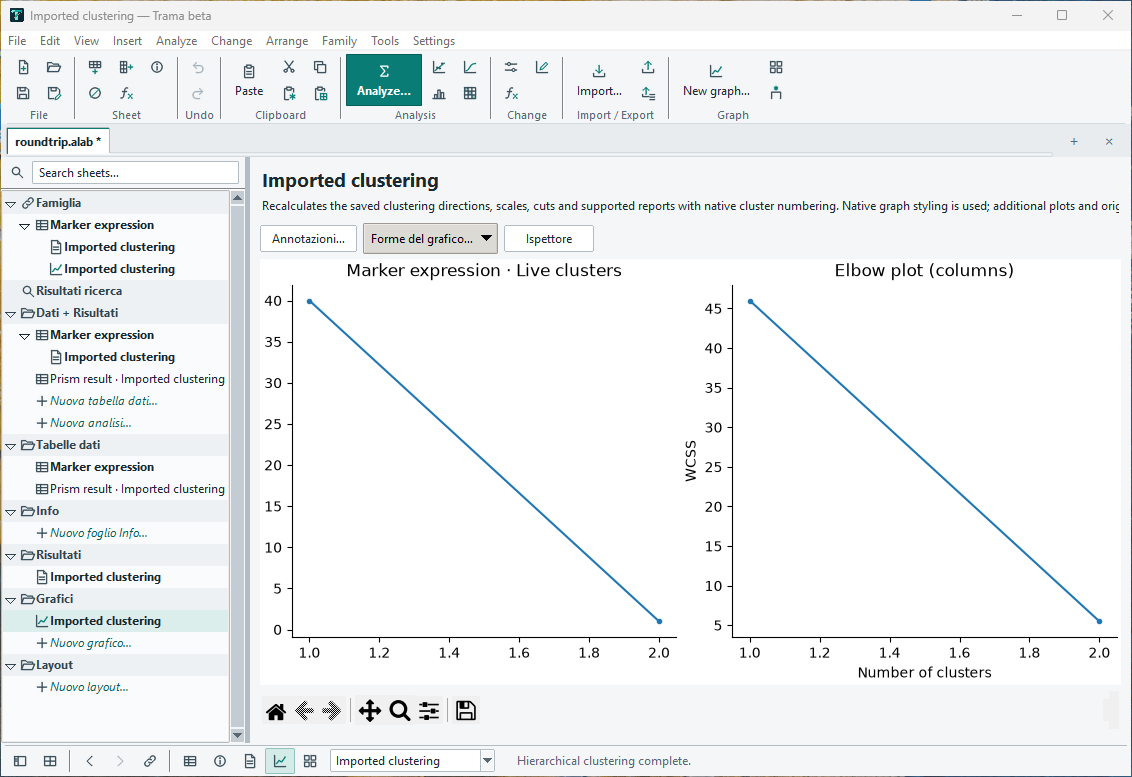 Imported clustering — Trama beta
File Edit View Insert Analyze Change Arrange Family Tools Settings
Paste
Analyze...
Import...
New graph...
File Sheet Undo Clipboard Analysis Change Import / Export Graph
roundtrip.alab *
Search sheets...
Famiglia
Marker expression
Imported clustering
Imported clustering
Risultati ricerca
Dati + Risultati
Marker expression
Imported clustering
Prism result · Imported clustering
Nuova tabella dati...
Nuova analisi...
Tabelle dati
Marker expression
Prism result · Imported clustering
Info
Nuovo foglio Info...
Risultati
Imported clustering
Grafici
Imported clustering
Nuovo grafico...
Layout
Nuovo layout...
Imported clustering
Recalculates the saved clustering directions, scales, cuts and supported reports with native cluster numbering. Native graph styling is used; additional plots and
Annotazioni... Forme del grafico... Ispettore
Marker expression · Live clusters
40
35
30
25
20
15
10
5
0
1.0 1.2 1.4 1.6 1.8 2.0
Elbow plot (columns)
WCSS
45
40
35
30
25
20
15
10
5
1.0 1.2 1.4 1.6 1.8 2.0
Number of clusters
Imported clustering
Hierarchical clustering complete.